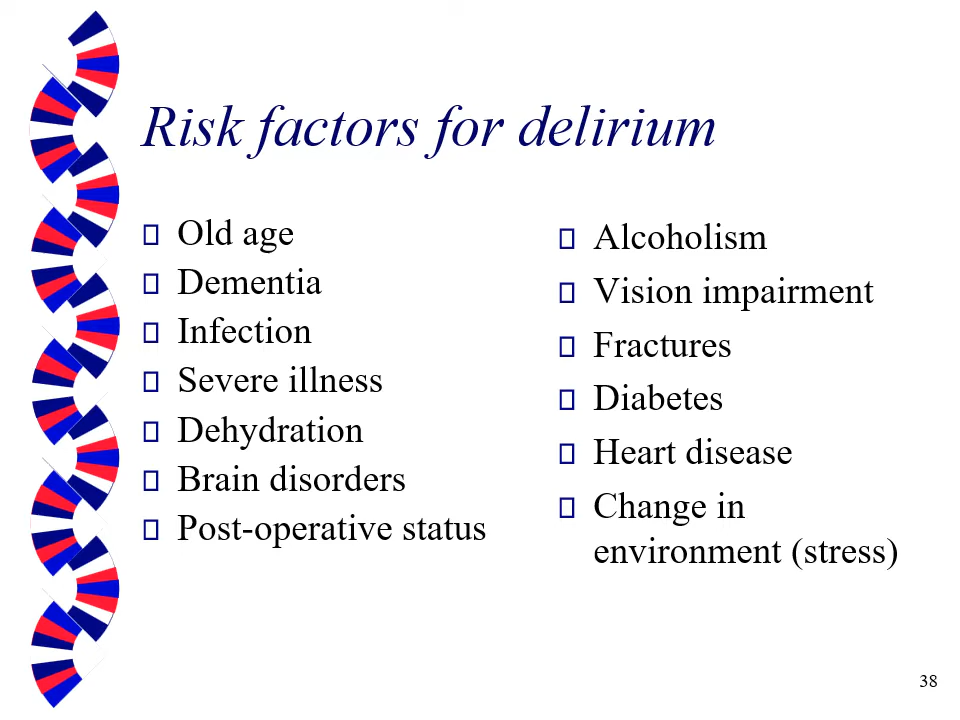 Risk factors for delirium
Old age
Dementia
Infection
Severe illness
Dehydration
Brain disorders
Post-operative status
Alcoholism
Vision impairment
Fractures
Diabetes
Heart disease
Change in
environment (stress)
38